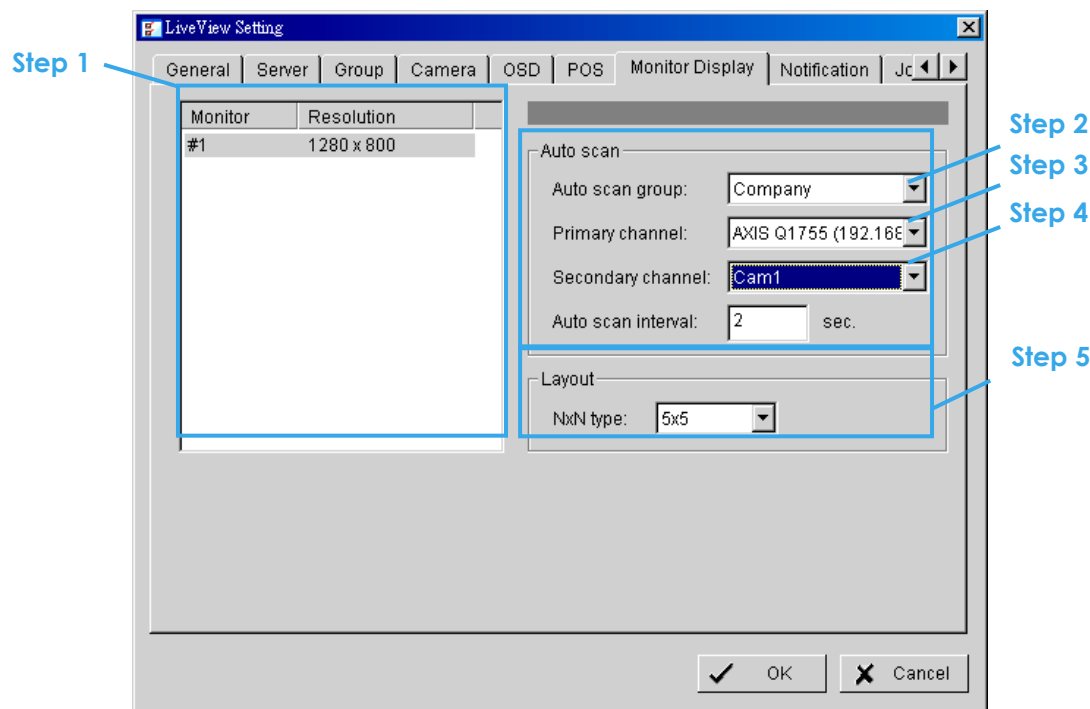 LiveView Setting
Step 1
General Server Group Camera OSD POS Monitor Display Notification Jc
Monitor Resolution
#1 1280 x 800
Step 2
Step 3
Step 4
Auto scan
Auto scan group: Company
Primary channel: AXIS Q1755 (192.168
Secondary channel: Cam1
Auto scan interval: 2 sec.
Step 5
Layout
NxN type: 5x5
OK Cancel